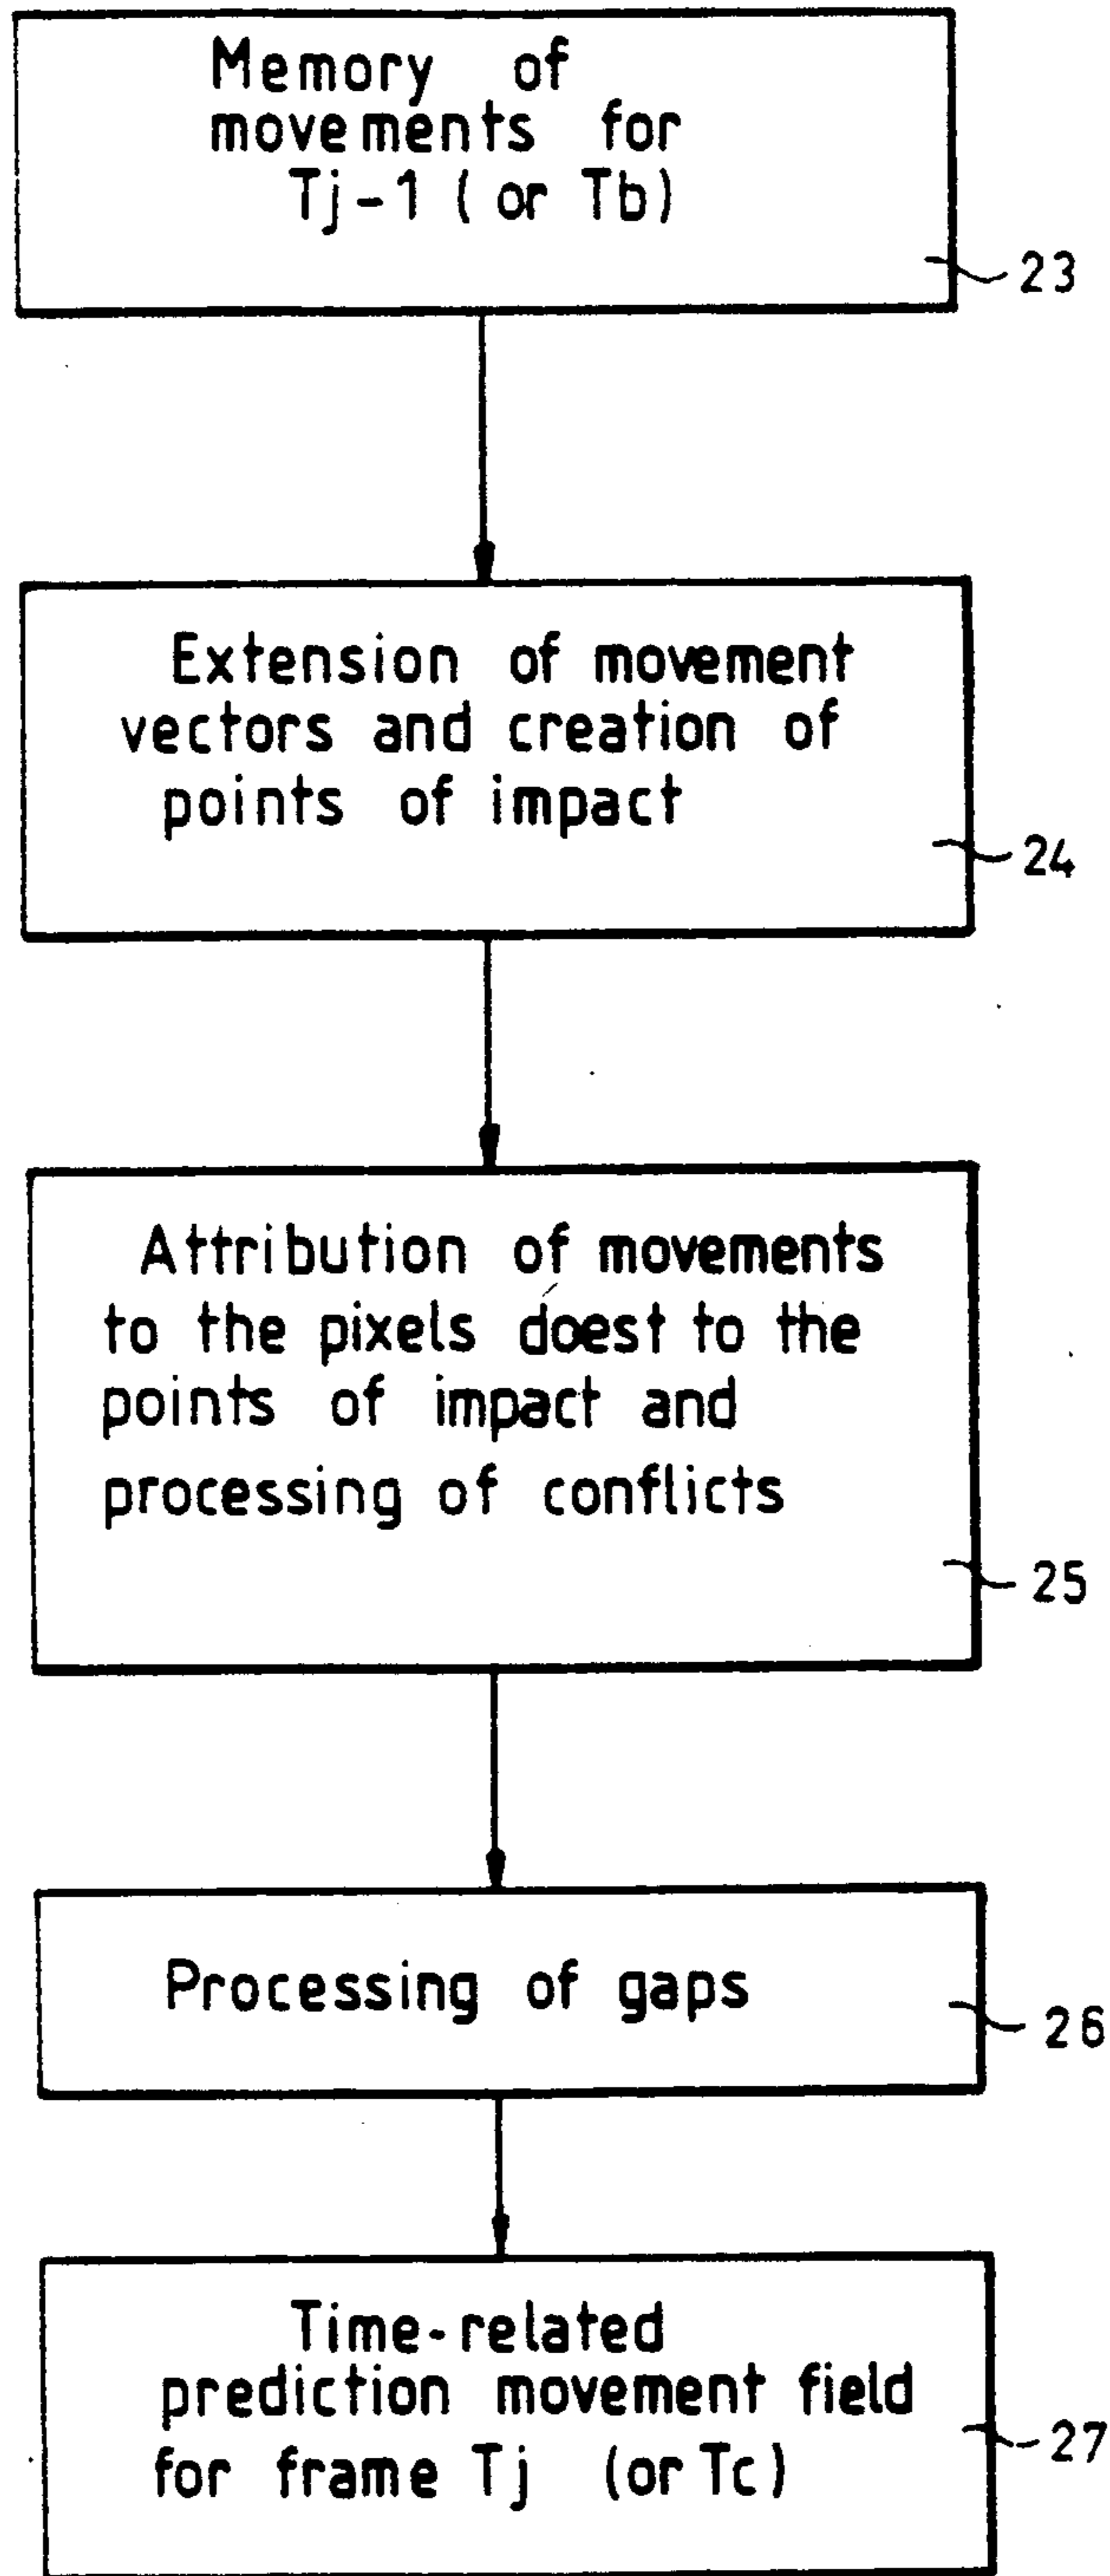 Memory of
movements for
Tj-1 (or Tb)
23
Extension of movement
vectors and creation of
points of impact
24
Attribution of movements
to the pixels doest to the
points of impact and
processing of conflicts
25
Processing of gaps
26
Time-related
prediction movement field
for frame Tj (or Tc)
27